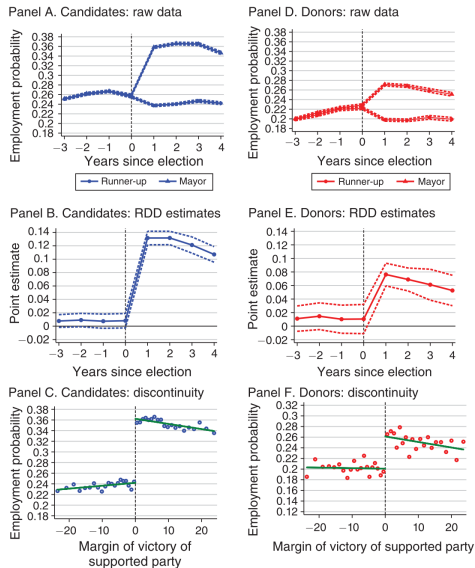 Panel A. Candidates: raw data
Employment probability
0.38
0.36
0.34
0.32
0.3
0.28
0.26
0.24
0.22
0.2
0.18
−3 −2 −1 0 1 2 3 4
Years since election
Runner-up Mayor
Panel D. Donors: raw data
Employment probability
0.38
0.36
0.34
0.32
0.3
0.28
0.26
0.24
0.22
0.2
0.18
−3 −2 −1 0 1 2 3 4
Years since election
Runner-up Mayor
Panel B. Candidates: RDD estimates
Point estimate
0.14
0.12
0.1
0.08
0.06
0.04
0.02
0
−0.02
−3 −2 −1 0 1 2 3 4
Years since election
Panel E. Donors: RDD estimates
Point estimate
0.14
0.12
0.1
0.08
0.06
0.04
0.02
0
−0.02
−3 −2 −1 0 1 2 3 4
Years since election
Panel C. Candidates: discontinuity
Employment probability
0.38
0.36
0.34
0.32
0.3
0.28
0.26
0.24
0.22
0.2
0.18
−20 −10 0 10 20
Margin of victory of
supported party
Panel F. Donors: discontinuity
Employment probability
0.32
0.3
0.28
0.26
0.24
0.22
0.2
0.18
0.16
0.14
0.12
−20 −10 0 10 20
Margin of victory of supported party